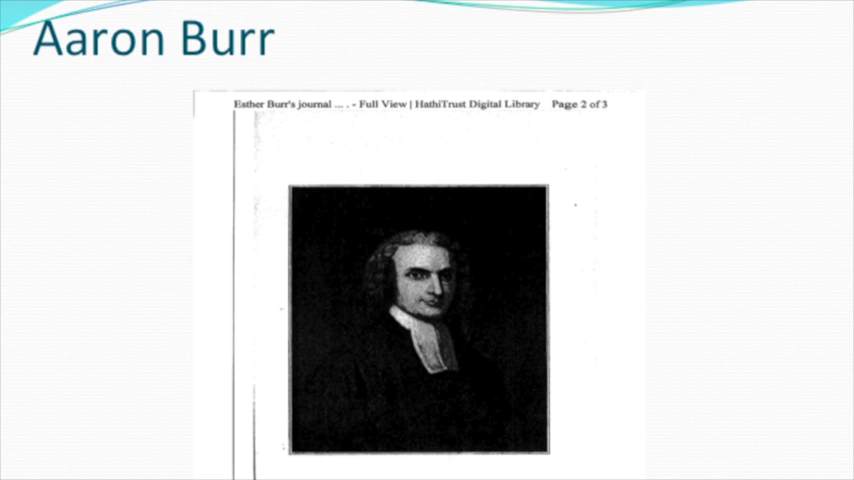 Aaron Burr
Esther Burr's journal ... . - Full View | HathiTrust Digital Library Page 2 of 3